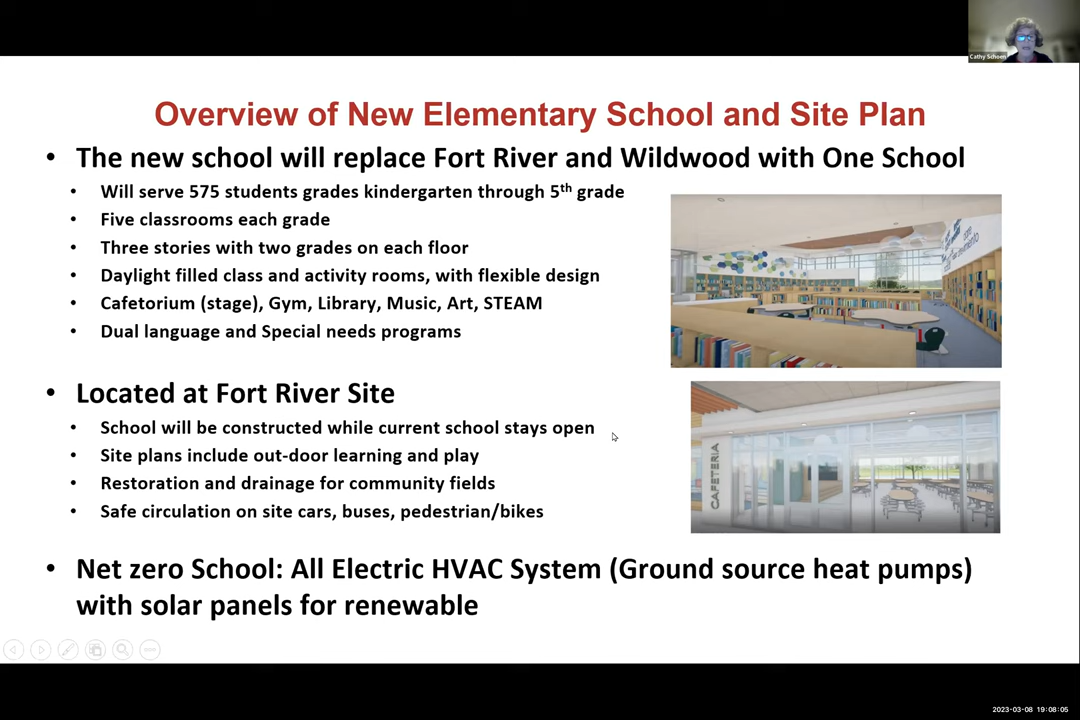 Cathy Schoen
Overview of New Elementary School and Site Plan
• The new school will replace Fort River and Wildwood with One School
• Will serve 575 students grades kindergarten through 5th grade
• Five classrooms each grade
• Three stories with two grades on each floor
• Daylight filled class and activity rooms, with flexible design
• Cafetorium (stage), Gym, Library, Music, Art, STEAM
• Dual language and Special needs programs
• Located at Fort River Site
• School will be constructed while current school stays open
• Site plans include out-door learning and play
• Restoration and drainage for community fields
• Safe circulation on site cars, buses, pedestrian/bikes
CAFETERIA
• Net zero School: All Electric HVAC System (Ground source heat pumps)
with solar panels for renewable
2023-03-08 19:08:05